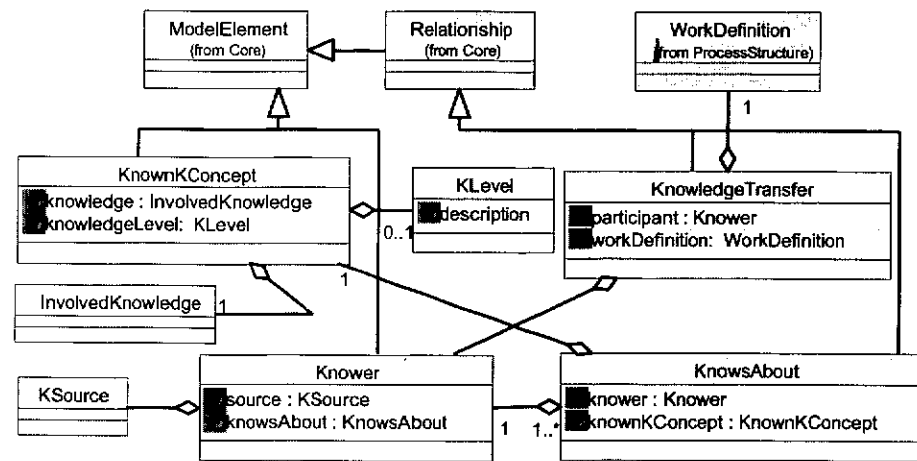 ModelElement
(from Core)
Relationship
(from Core)
WorkDefinition
(from ProcessStructure)
1
KnownKConcept
knowledge : InvolvedKnowledge
knowledgeLevel: KLevel
KLevel
description
0..1
KnowledgeTransfer
participant : Knower
workDefinition: WorkDefinition
1
InvolvedKnowledge
1
KSource
Knower
source : KSource
knowsAbout : KnowsAbout
1
1..*
KnowsAbout
knower : Knower
knownKConcept : KnownKConcept